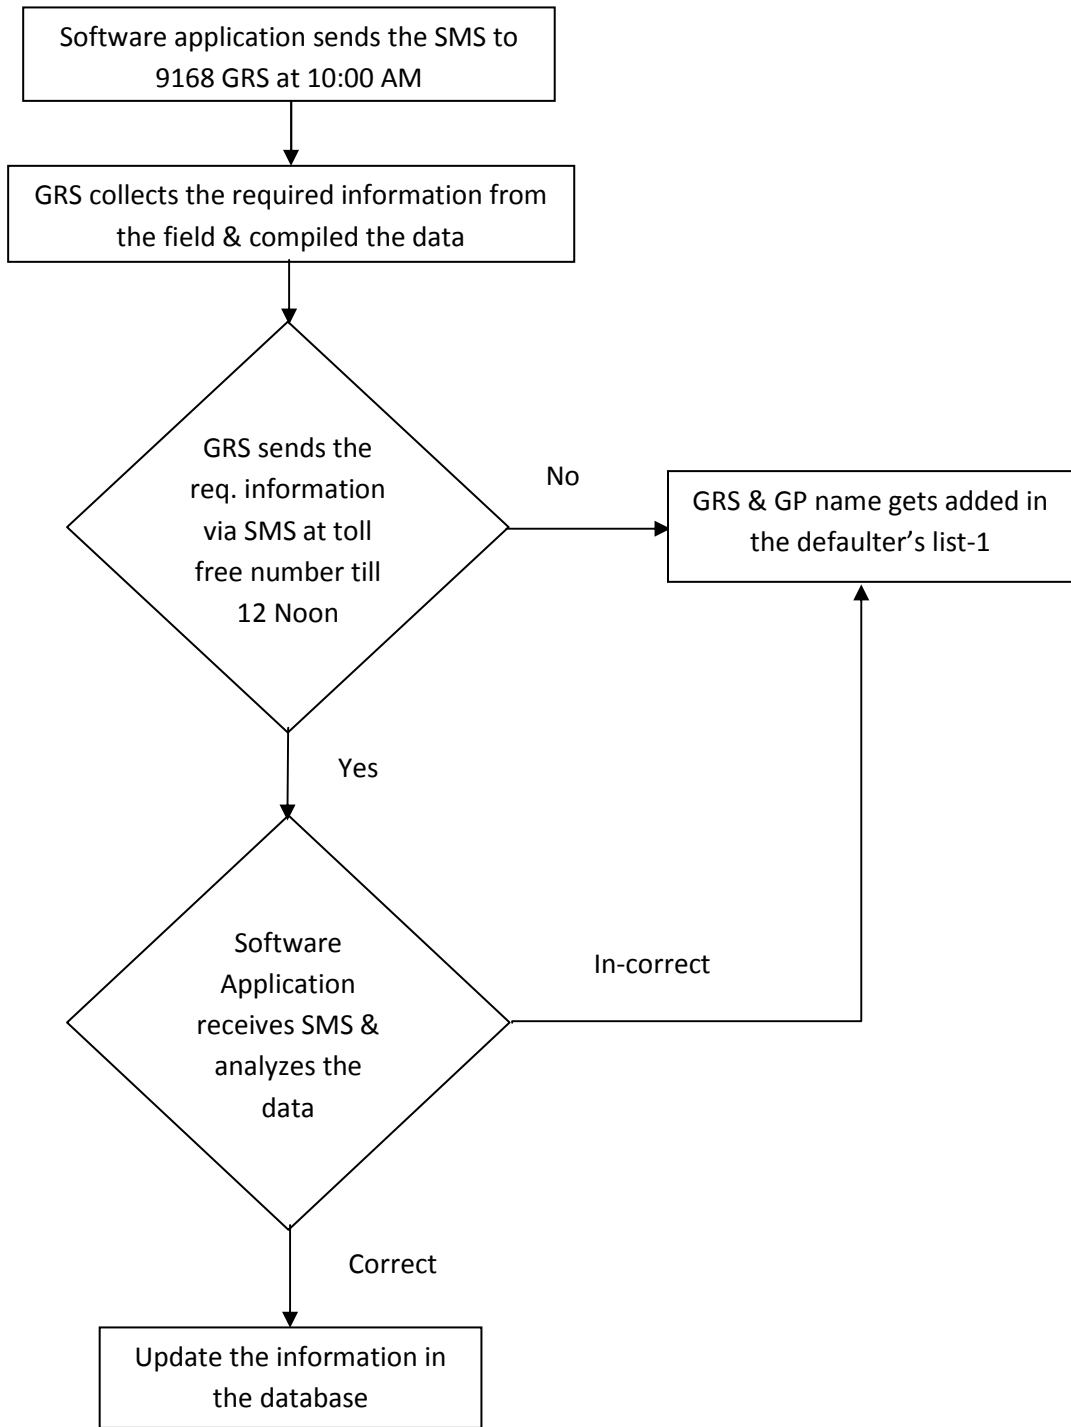 Software application sends the SMS to
9168 GRS at 10:00 AM
GRS collects the required information from
the field & compiled the data
GRS sends the
req. information
via SMS at toll
free number till
12 Noon
No
GRS & GP name gets added in
the defaulter’s list-1
Yes
Software
Application
receives SMS &
analyzes the
data
In-correct
Correct
Update the information in
the database